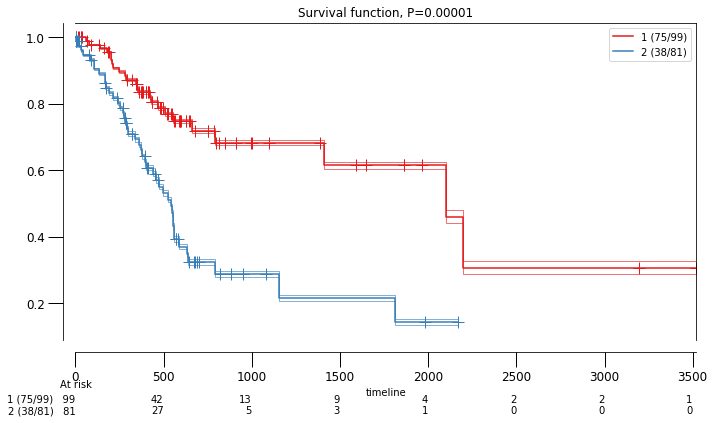 Survival function, P=0.00001
1 (75/99)
2 (38/81)
1.0
0.8
0.6
0.4
0.2
0 500 1000 1500 2000 2500 3000 3500
At risk
timeline
1 (75/99) 99 42 13 9 4 2 2 1
2 (38/81) 81 27 5 3 1 0 0 0